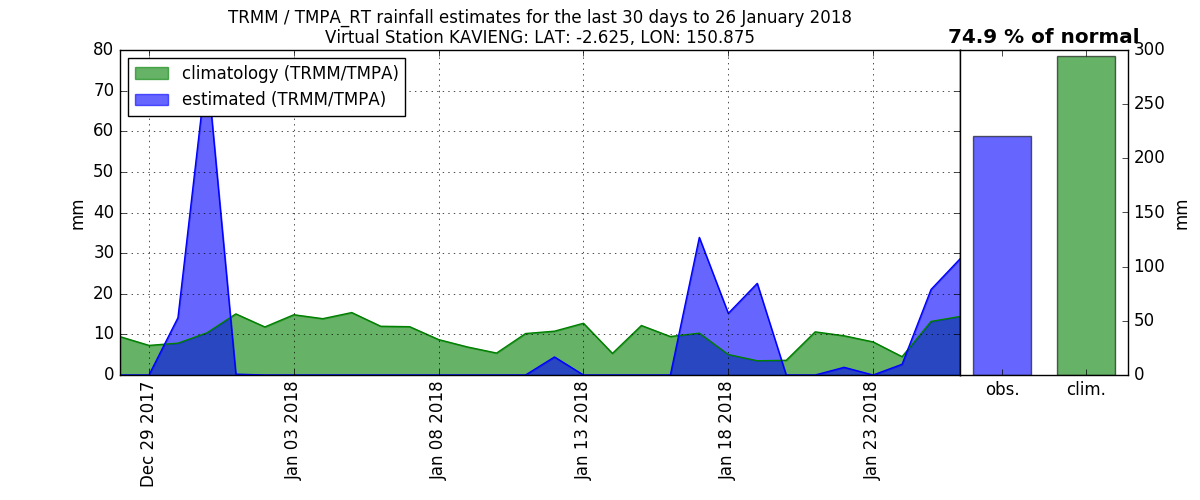 TRMM / TMPA_RT rainfall estimates for the last 30 days to 26 January 2018
Virtual Station KAVIENG: LAT: -2.625, LON: 150.875
74.9 % of normal
climatology (TRMM/TMPA)
estimated (TRMM/TMPA)
80
70
60
50
40
30
20
10
0
mm
Dec 29 2017
Jan 03 2018
Jan 08 2018
Jan 13 2018
Jan 18 2018
Jan 23 2018
obs.
clim.
300
250
200
150
100
50
0
mm